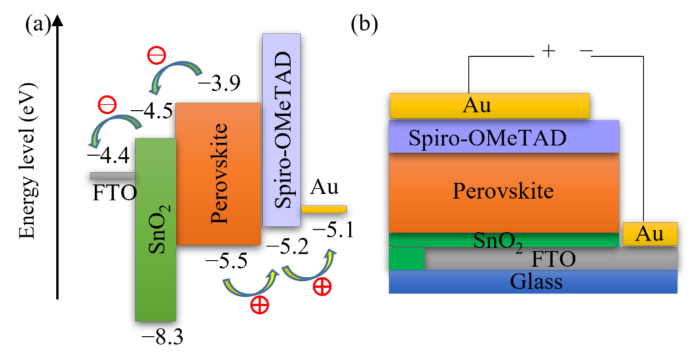 (a)
Energy level (eV)
−3.9
−4.5
−4.4
FTO
SnO₂
Perovskite
Spiro-OMeTAD
Au
−5.1
−5.2
−5.5
−8.3
(b)
+ −
Au
Spiro-OMeTAD
Perovskite
SnO₂
Au
FTO
Glass